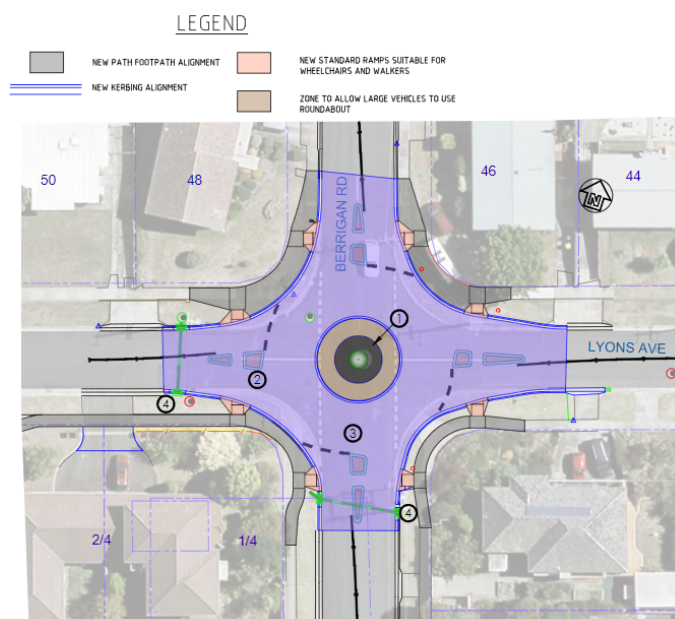 LEGEND
NEW PATH FOOTPATH ALIGNMENT
NEW STANDARD RAMPS SUITABLE FOR
WHEELCHAIRS AND WALKERS
NEW KERBING ALIGNMENT
ZONE TO ALLOW LARGE VEHICLES TO USE
ROUNDABOUT
50
48
46
44
N
BERRIGAN RD
1
LYONS AVE
2
4
3
4
2/4
1/4